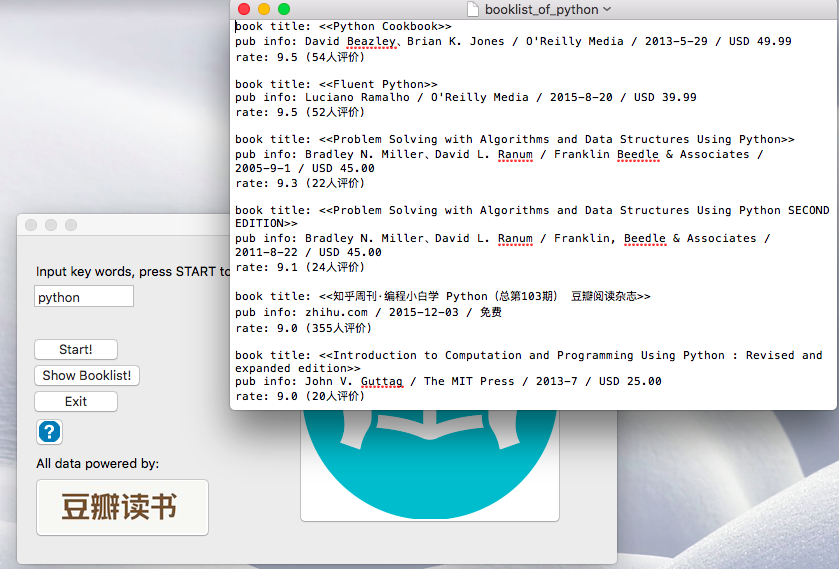 booklist_of_python
book title: <<Python Cookbook>>
pub info: David Beazley、Brian K. Jones / O'Reilly Media / 2013-5-29 / USD 49.99
rate: 9.5 (54人评价)
book title: <<Fluent Python>>
pub info: Luciano Ramalho / O'Reilly Media / 2015-8-20 / USD 39.99
rate: 9.5 (52人评价)
book title: <<Problem Solving with Algorithms and Data Structures Using Python>>
pub info: Bradley N. Miller、David L. Ranum / Franklin Beedle & Associates /
2005-9-1 / USD 45.00
rate: 9.3 (22人评价)
book title: <<Problem Solving with Algorithms and Data Structures Using Python SECOND
EDITION>>
pub info: Bradley N. Miller、David L. Ranum / Franklin, Beedle & Associates /
2011-8-22 / USD 45.00
rate: 9.1 (24人评价)
book title: <<知乎周刊·编程小白学 Python（总第103期） 豆瓣阅读杂志>>
pub info: zhihu.com / 2015-12-03 / 免费
rate: 9.0 (355人评价)
book title: <<Introduction to Computation and Programming Using Python : Revised and
expanded edition>>
pub info: John V. Guttag / The MIT Press / 2013-7 / USD 25.00
rate: 9.0 (20人评价)
Input key words, press START to
python
Start!
Show Booklist!
Exit
?
All data powered by:
豆瓣读书